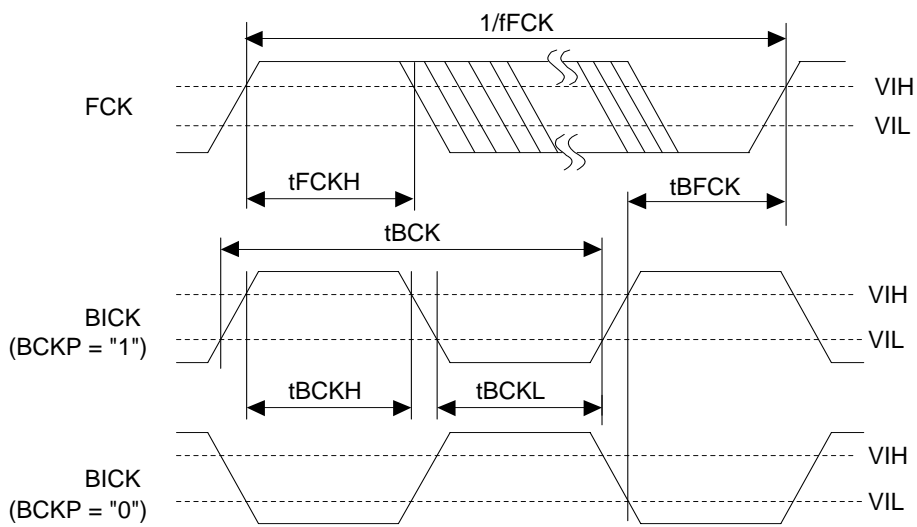 1/fFCK
FCK
VIH
VIL
tFCKH
tBFCK
tBCK
BICK
(BCKP = "1")
VIH
VIL
tBCKH
tBCKL
BICK
(BCKP = "0")
VIH
VIL